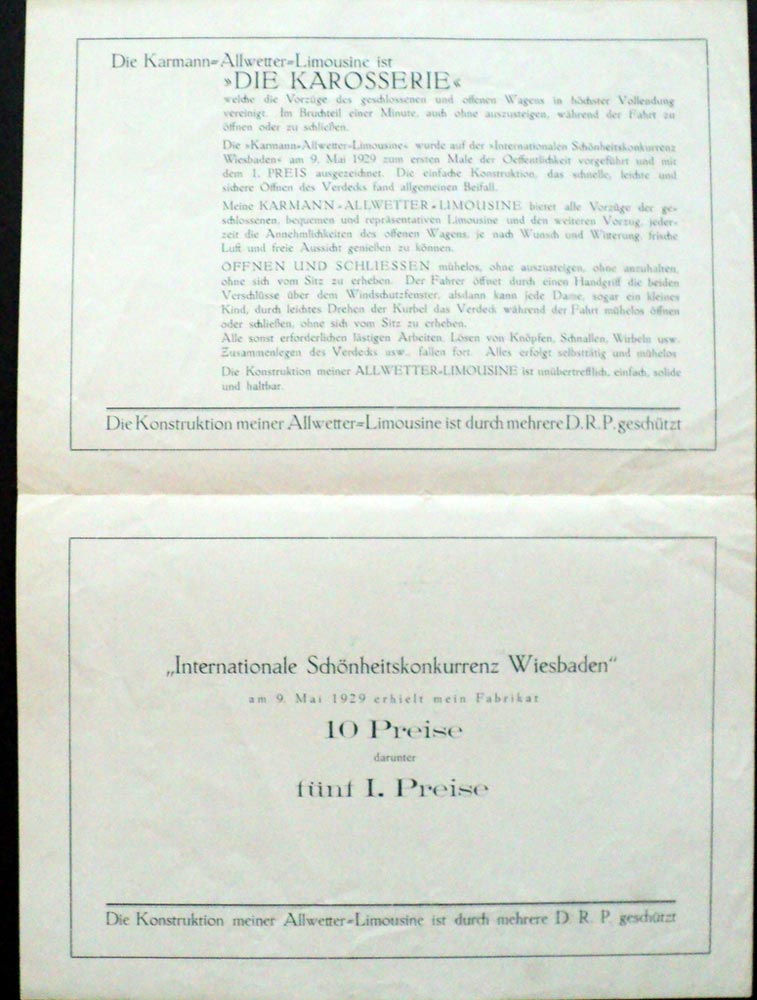 Die Karmann=Allwetter=Limousine ist
»DIE KAROSSERIE«
welche die Vorzüge des geschlossenen und offenen Wagens in höchster Vollendung
vereinigt. Im Bruchteil einer Minute, auch ohne auszusteigen, während der Fahrt zu
öffnen oder zu schließen.
Die »Karmann=Allwetter=Limousine« wurde auf der »Internationalen Schönheitskonkurrenz
Wiesbaden« am 9. Mai 1929 zum ersten Male der Oeffentlichkeit vorgeführt und mit
dem 1. PREIS ausgezeichnet. Die einfache Konstruktion, das schnelle, leichte und
sichere Öffnen des Verdecks fand allgemeinen Beifall.
Meine KARMANN=ALLWETTER=LIMOUSINE bietet alle Vorzüge der ge=
schlossenen, bequemen und repräsentativen Limousine und den weiteren Vorzug, jeder=
zeit die Annehmlichkeiten des offenen Wagens, je nach Wunsch und Witterung, frische
Luft und freie Aussicht genießen zu können.
ÖFFNEN UND SCHLIESSEN mühelos, ohne auszusteigen, ohne anzuhalten,
ohne sich vom Sitz zu erheben. Der Fahrer öffnet durch einen Handgriff die beiden
Verschlüsse über dem Windschutzfenster, alsdann kann jede Dame, sogar ein kleines
Kind, durch leichtes Drehen der Kurbel das Verdeck während der Fahrt mühelos öffnen
oder schließen, ohne sich vom Sitz zu erheben.
Alle sonst erforderlichen lästigen Arbeiten, Lösen von Knöpfen, Schnallen, Wirbeln usw.
Zusammenlegen des Verdecks usw., fallen fort. Alles erfolgt selbsttätig und mühelos
Die Konstruktion meiner ALLWETTER=LIMOUSINE ist unübertrefflich, einfach, solide
und haltbar.
Die Konstruktion meiner Allwetter=Limousine ist durch mehrere D. R. P. geschützt
„Internationale Schönheitskonkurrenz Wiesbaden“
am 9. Mai 1929 erhielt mein Fabrikat
10 Preise
darunter
fünf I. Preise
Die Konstruktion meiner Allwetter=Limousine ist durch mehrere D. R. P. geschützt